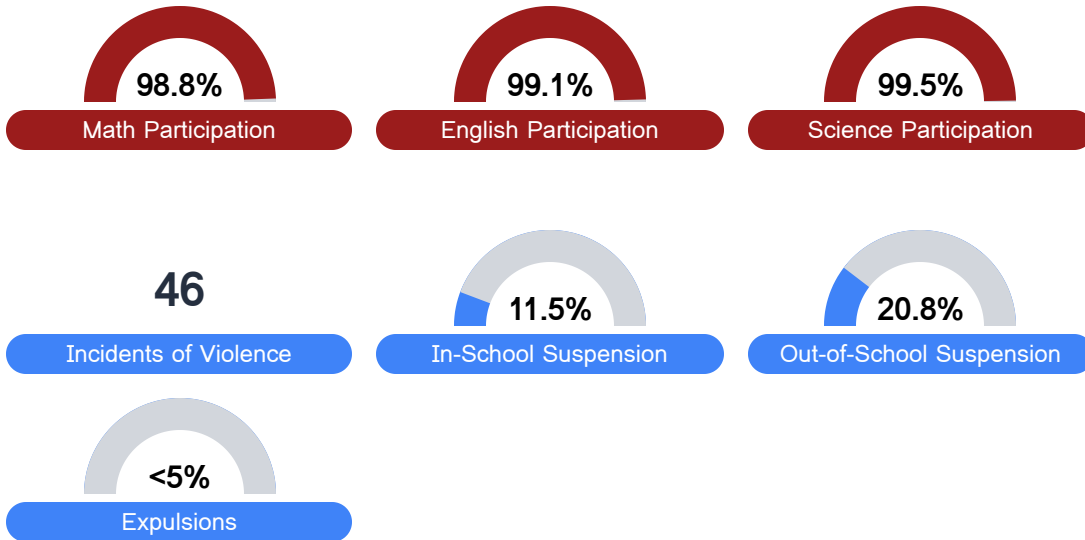 98.8%
Math Participation
99.1%
English Participation
99.5%
Science Participation
46
Incidents of Violence
11.5%
In-School Suspension
20.8%
Out-of-School Suspension
<5%
Expulsions